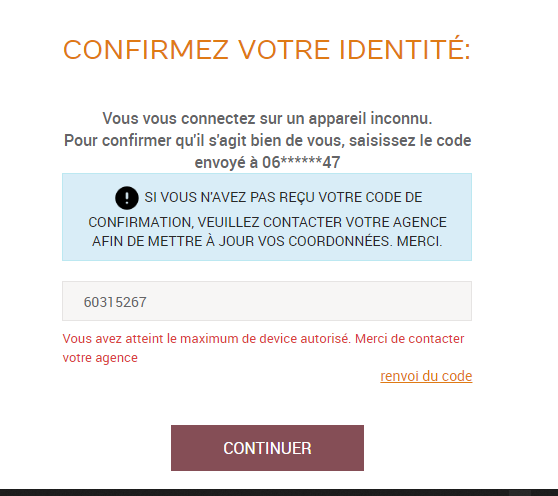 CONFIRMEZ VOTRE IDENTITÉ:
Vous vous connectez sur un appareil inconnu.
Pour confirmer qu'il s'agit bien de vous, saisissez le code
envoyé à 06******47
! SI VOUS N'AVEZ PAS REÇU VOTRE CODE DE
CONFIRMATION, VEUILLEZ CONTACTER VOTRE AGENCE
AFIN DE METTRE À JOUR VOS COORDONNÉES. MERCI.
60315267
Vous avez atteint le maximum de device autorisé. Merci de contacter
votre agence
renvoi du code
CONTINUER